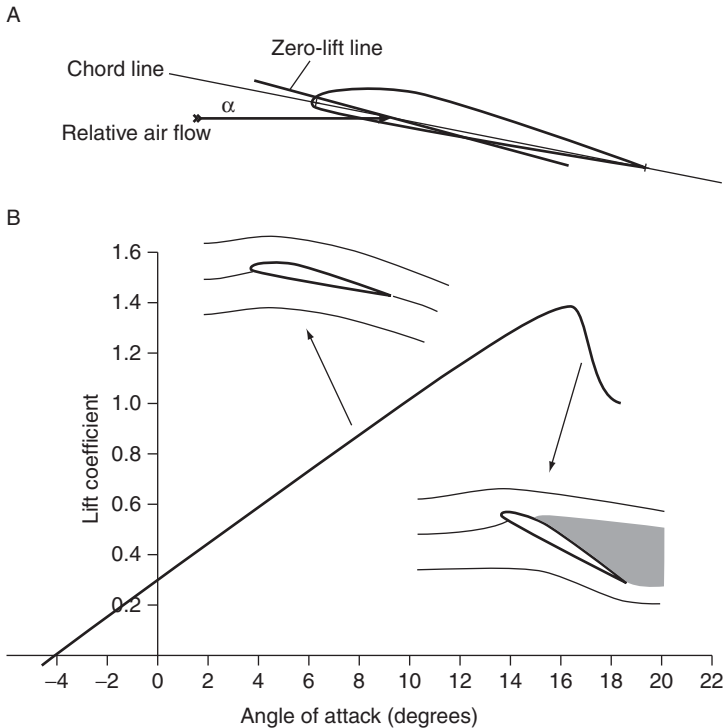 A
Zero-lift line
Chord line
α
Relative air flow
B
1.6
1.4
1.2
1.0
0.8
0.6
0.4
0.2
Lift coefficient
–4 –2 0 2 4 6 8 10 12 14 16 18 20 22
Angle of attack (degrees)